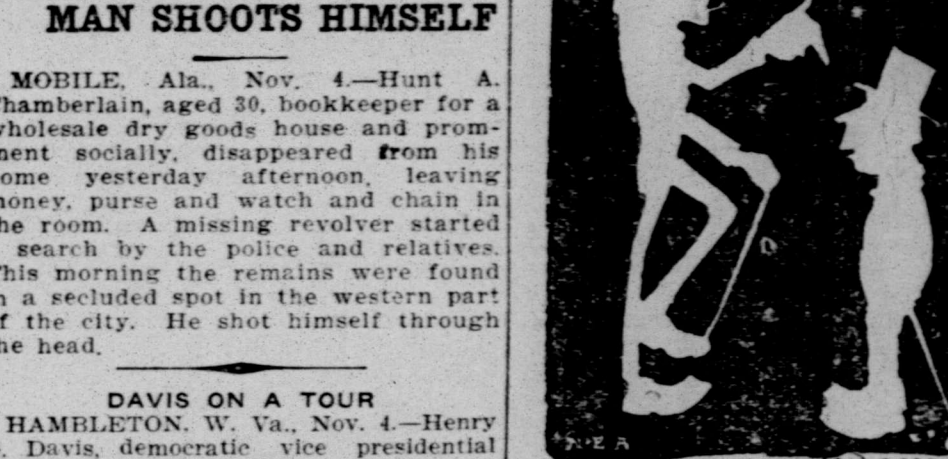 MAN SHOOTS HIMSELF
MOBILE, Ala., Nov. 4.—Hunt A.
hamberlain, aged 30, bookkeeper for a
holesale dry goods house and prom-
nent socially, disappeared from his
ome yesterday afternoon, leaving
oney, purse and watch and chain in
he room. A missing revolver started
search by the police and relatives.
his morning the remains were found
n a secluded spot in the western part
f the city. He shot himself through
he head.
DAVIS ON A TOUR
HAMBLETON, W. Va., Nov. 4.—Henry
. Davis, democratic vice presidential
N·E·A